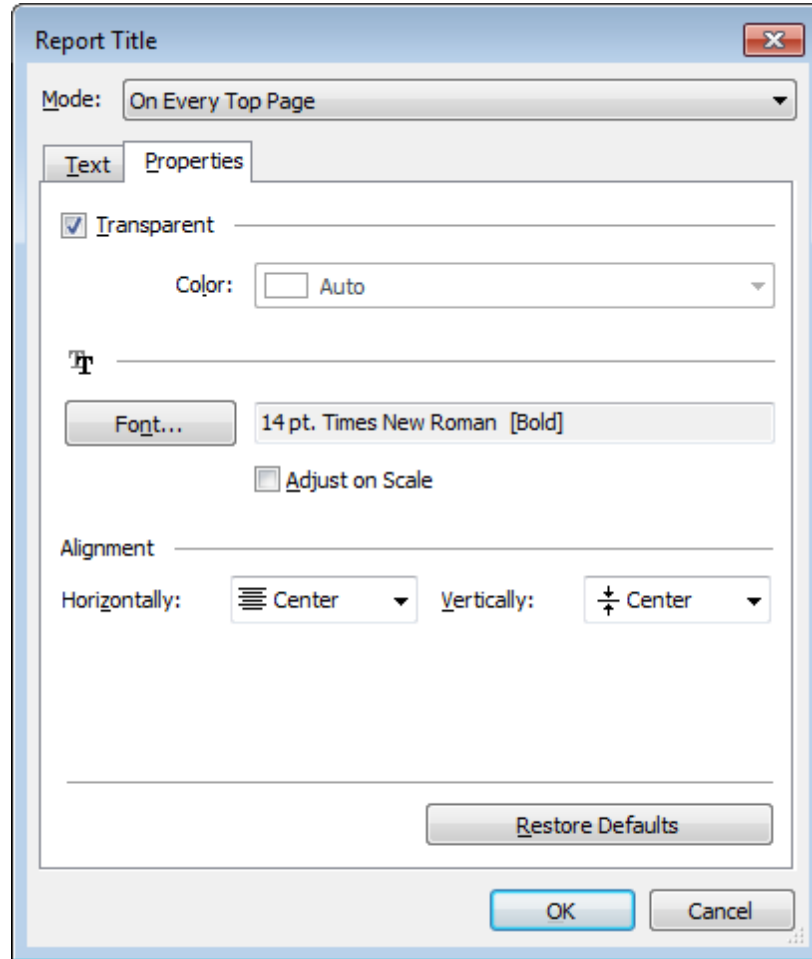 Report Title
Mode: On Every Top Page
Text Properties
Transparent
Color: Auto
Font... 14 pt. Times New Roman [Bold]
Adjust on Scale
Alignment
Horizontally: Center Vertically: Center
Restore Defaults
OK Cancel